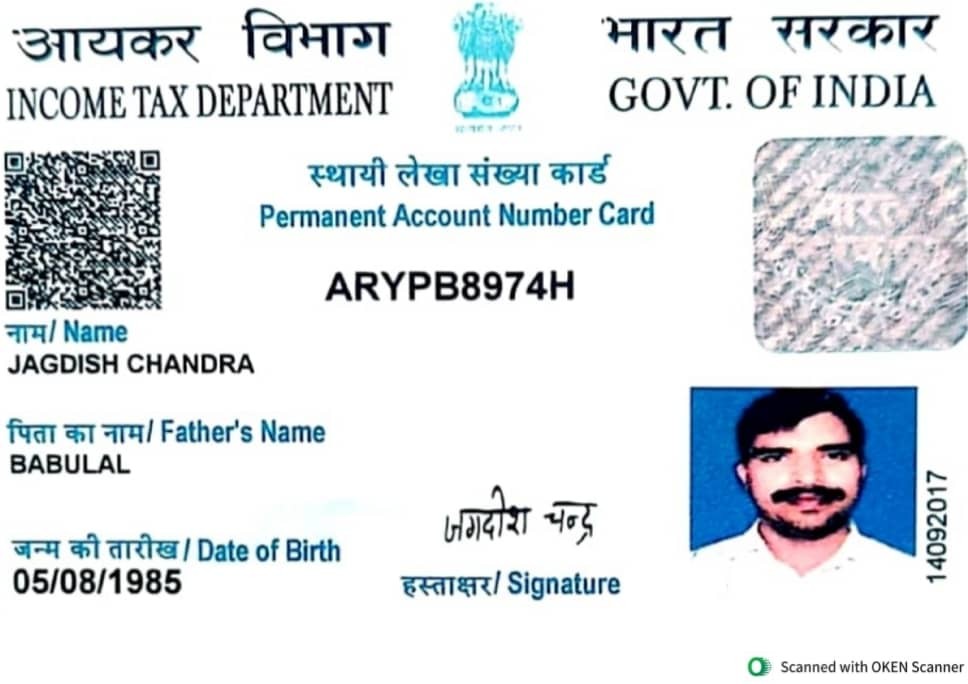 आयकर विभाग
INCOME TAX DEPARTMENT
भारत सरकार
GOVT. OF INDIA
स्थायी लेखा संख्या कार्ड
Permanent Account Number Card
ARYPB8974H
भारत
नाम/ Name
JAGDISH CHANDRA
पिता का नाम/ Father's Name
BABULAL
जन्म की तारीख/ Date of Birth
05/08/1985
जगदीश चन्द्र
हस्ताक्षर/ Signature
14092017
Scanned with OKEN Scanner